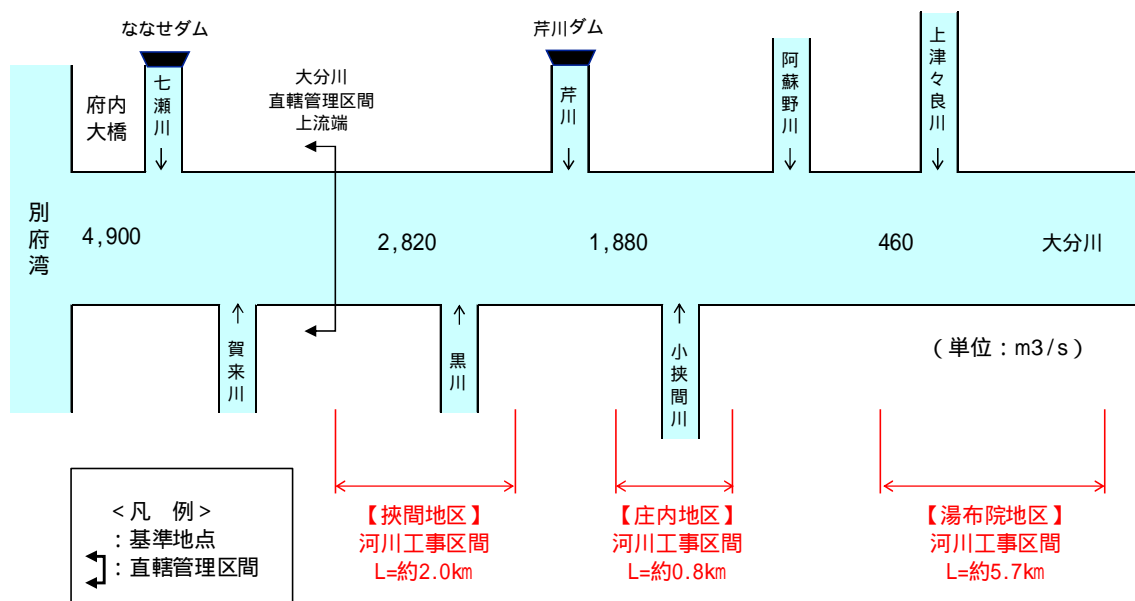 ななせダム
芹川ダム
七瀬川
芹川
阿蘇野川
上津々良川
府内
大橋
大分川
直轄管理区間
上流端
別府湾
4,900
2,820
1,880
460
大分川
賀来川
黒川
小挾間川
(単位:m3/s)
<凡 例>
:基準地点
:直轄管理区間
【挾間地区】
河川工事区間
L=約2.0km
【庄内地区】
河川工事区間
L=約0.8km
【湯布院地区】
河川工事区間
L=約5.7km